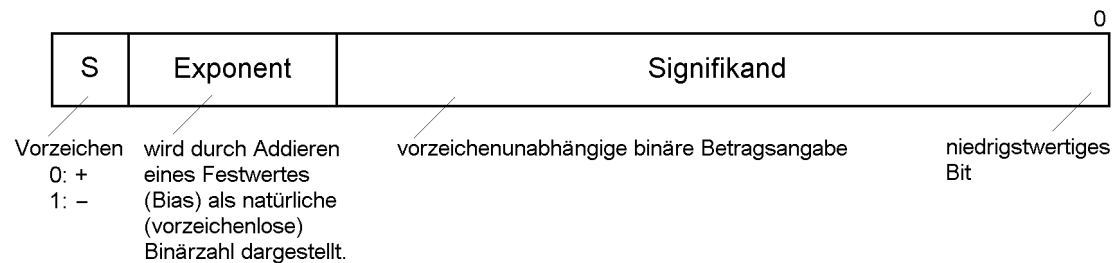 0
S Exponent Signifikand
Vorzeichen
0: +
1: –
wird durch Addieren
eines Festwertes
(Bias) als natürliche
(vorzeichenlose)
Binärzahl dargestellt.
vorzeichenunabhängige binäre Betragsangabe
niedrigstwertiges
Bit